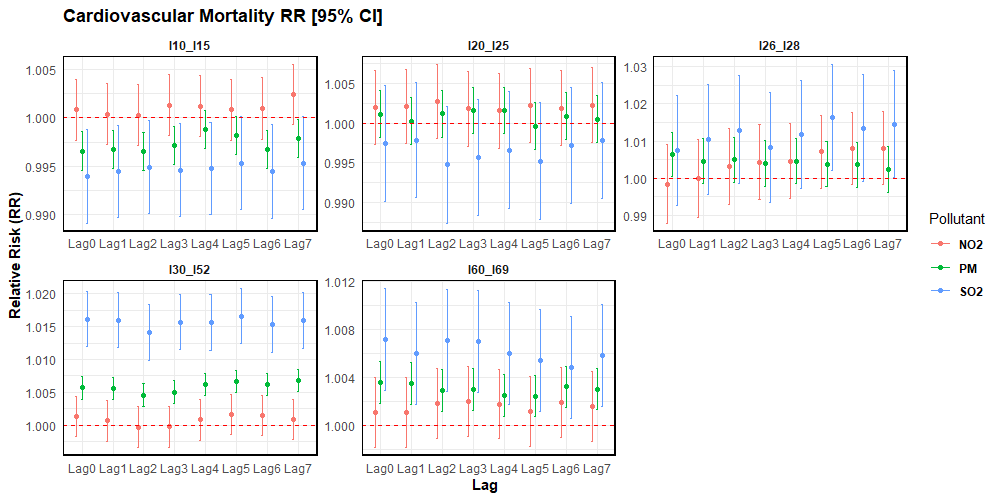 Cardiovascular Mortality RR [95% CI]
I10_I15
I20_I25
I26_I28
1.005
1.000
0.995
0.990
1.005
1.000
0.995
0.990
1.03
1.02
1.01
1.00
0.99
Lag0 Lag1 Lag2 Lag3 Lag4 Lag5 Lag6 Lag7
Lag0 Lag1 Lag2 Lag3 Lag4 Lag5 Lag6 Lag7
Lag0 Lag1 Lag2 Lag3 Lag4 Lag5 Lag6 Lag7
Relative Risk (RR)
I30_I52
I60_I69
1.020
1.015
1.010
1.005
1.000
1.012
1.008
1.004
1.000
Lag0 Lag1 Lag2 Lag3 Lag4 Lag5 Lag6 Lag7
Lag0 Lag1 Lag2 Lag3 Lag4 Lag5 Lag6 Lag7
Lag
Pollutant
NO2
PM
SO2